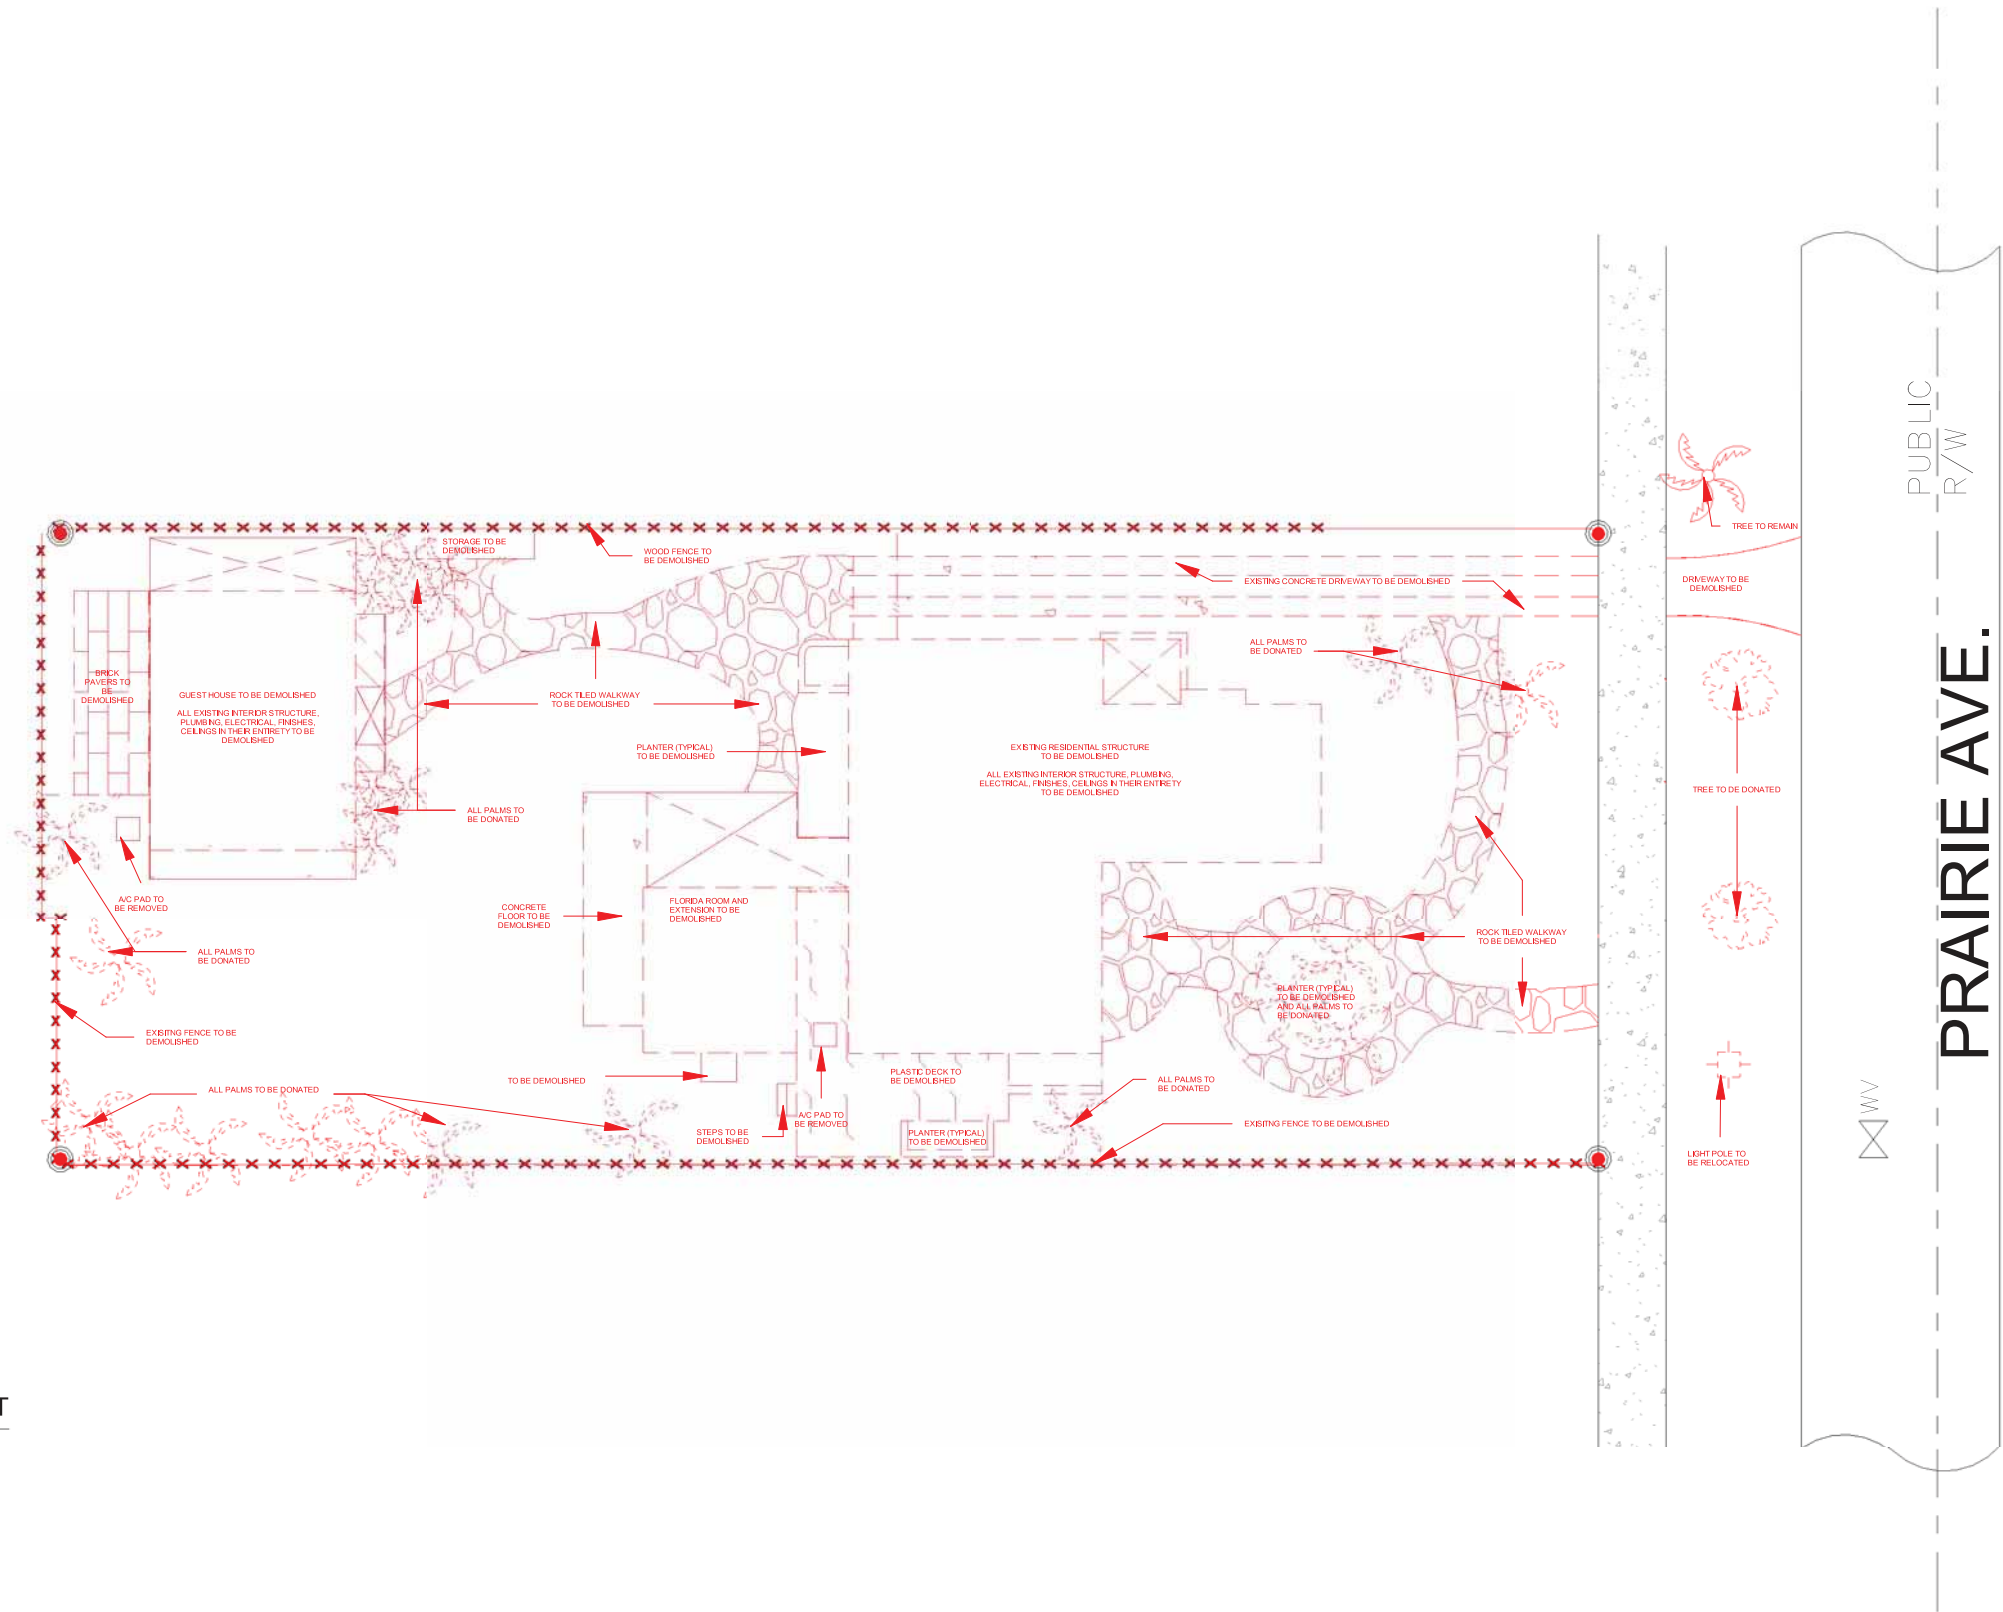 PUBLIC
R/W
TREE TO REMAIN
STORAGE TO BE
DEMOLISHED
WOOD FENCE TO
BE DEMOLISHED
EXISTING CONCRETE DRIVEWAY TO BE DEMOLISHED
DRIVEWAY TO BE
DEMOLISHED
ALL PALMS TO
BE DONATED
BRICK
PAVERS TO
BE
DEMOLISHED
GUEST HOUSE TO BE DEMOLISHED
ALL EXISTING INTERIOR STRUCTURE,
PLUMBING, ELECTRICAL, FINISHES,
CEILINGS IN THEIR ENTIRETY TO BE
DEMOLISHED
ROCK TILED WALKWAY
TO BE DEMOLISHED
PLANTER (TYPICAL)
TO BE DEMOLISHED
EXISTING RESIDENTIAL STRUCTURE
TO BE DEMOLISHED
ALL EXISTING INTERIOR STRUCTURE, PLUMBING,
ELECTRICAL, FINISHES, CEILINGS IN THEIR ENTIRETY
TO BE DEMOLISHED
TREE TO DE DONATED
PRAIRIE AVE.
ALL PALMS TO
BE DONATED
A/C PAD TO
BE REMOVED
CONCRETE
FLOOR TO BE
DEMOLISHED
FLORIDA ROOM AND
EXTENSION TO BE
DEMOLISHED
ROCK TILED WALKWAY
TO BE DEMOLISHED
ALL PALMS TO
BE DONATED
PLANTER (TYPICAL)
TO BE DEMOLISHED
AND ALL PALMS TO
BE DONATED
EXISITNG FENCE TO BE
DEMOLISHED
TO BE DEMOLISHED
PLASTIC DECK TO
BE DEMOLISHED
ALL PALMS TO
BE DONATED
ALL PALMS TO BE DONATED
A/C PAD TO
BE REMOVED
STEPS TO BE
DEMOLISHED
PLANTER (TYPICAL)
TO BE DEMOLISHED
EXISITNG FENCE TO BE DEMOLISHED
LIGHT POLE TO
BE RELOCATED
WV
T